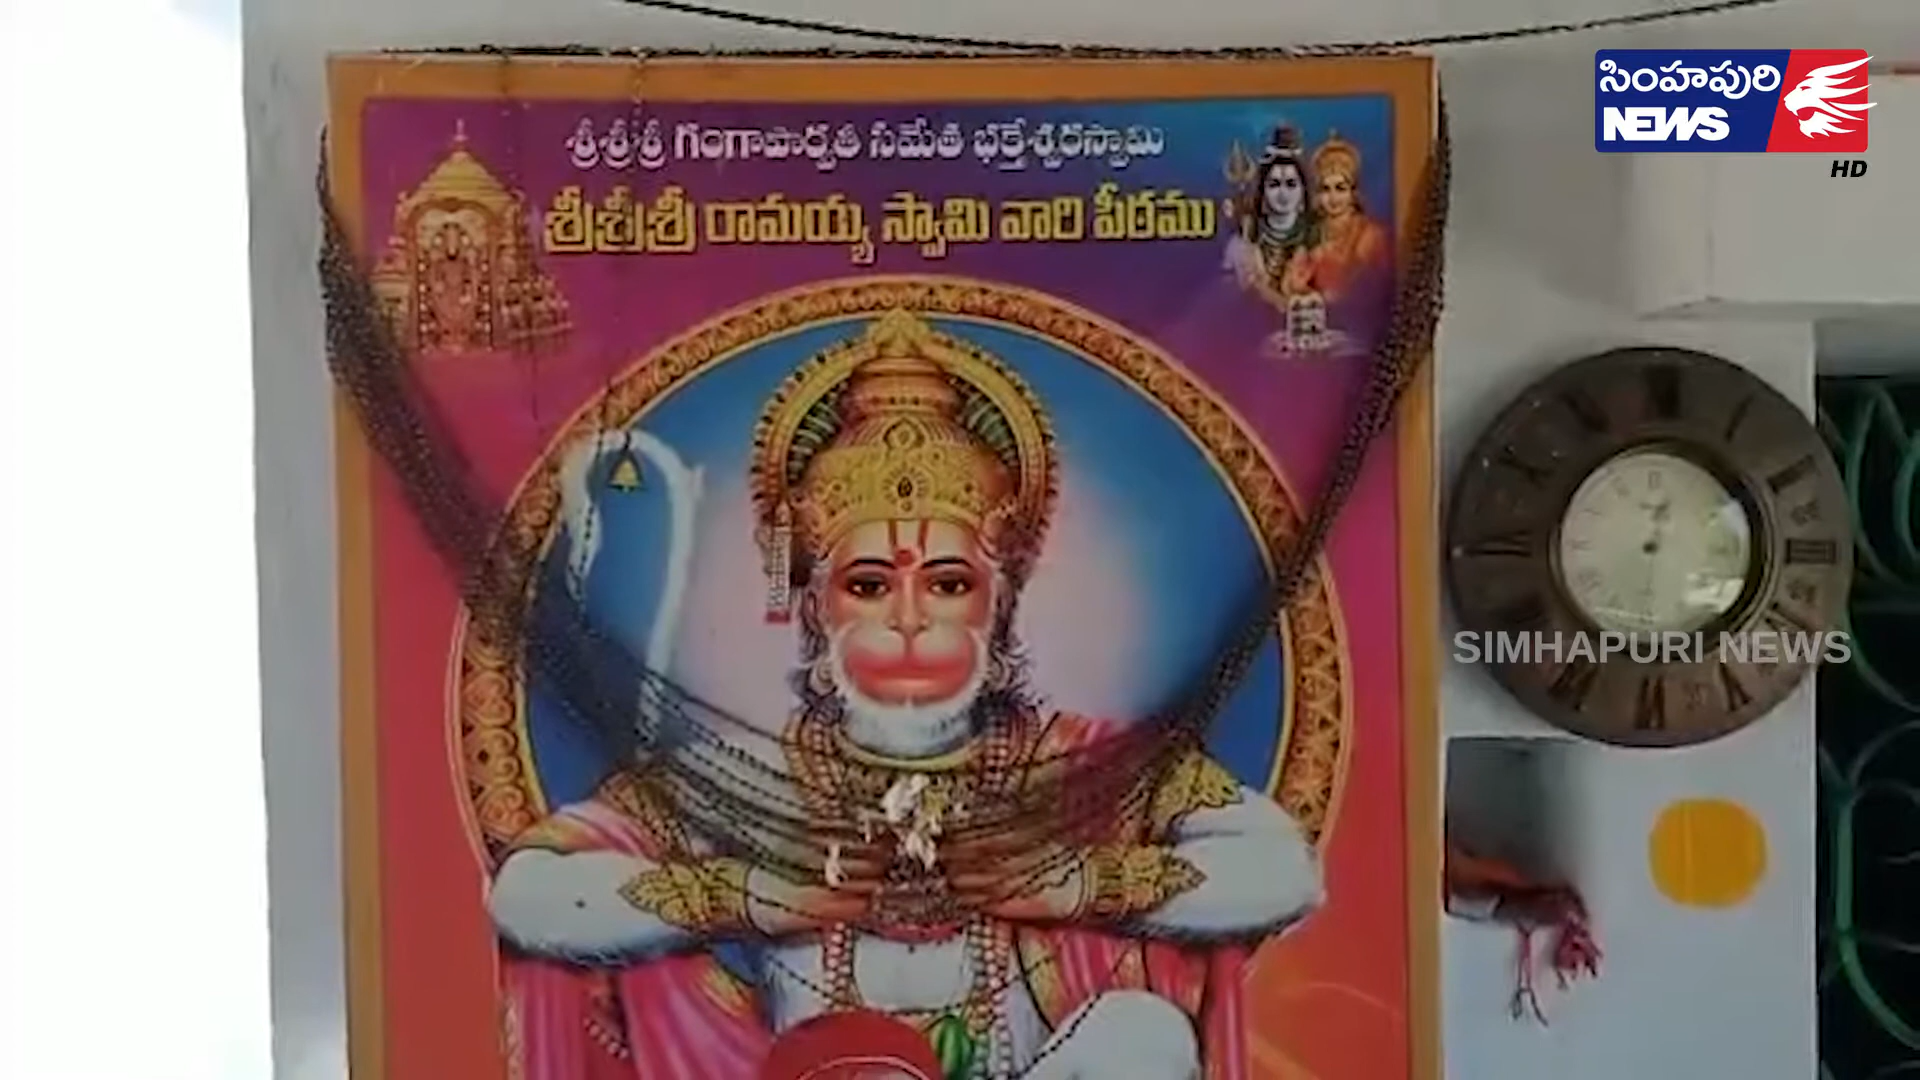 సింహపురి
NEWS
HD
శ్రీశ్రీశ్రీ గంగాపార్వతి సమేత భక్తేశ్వరస్వామి
శ్రీశ్రీశ్రీ రామయ్య స్వామి వారి పీఠము
SIMHAPURI NEWS